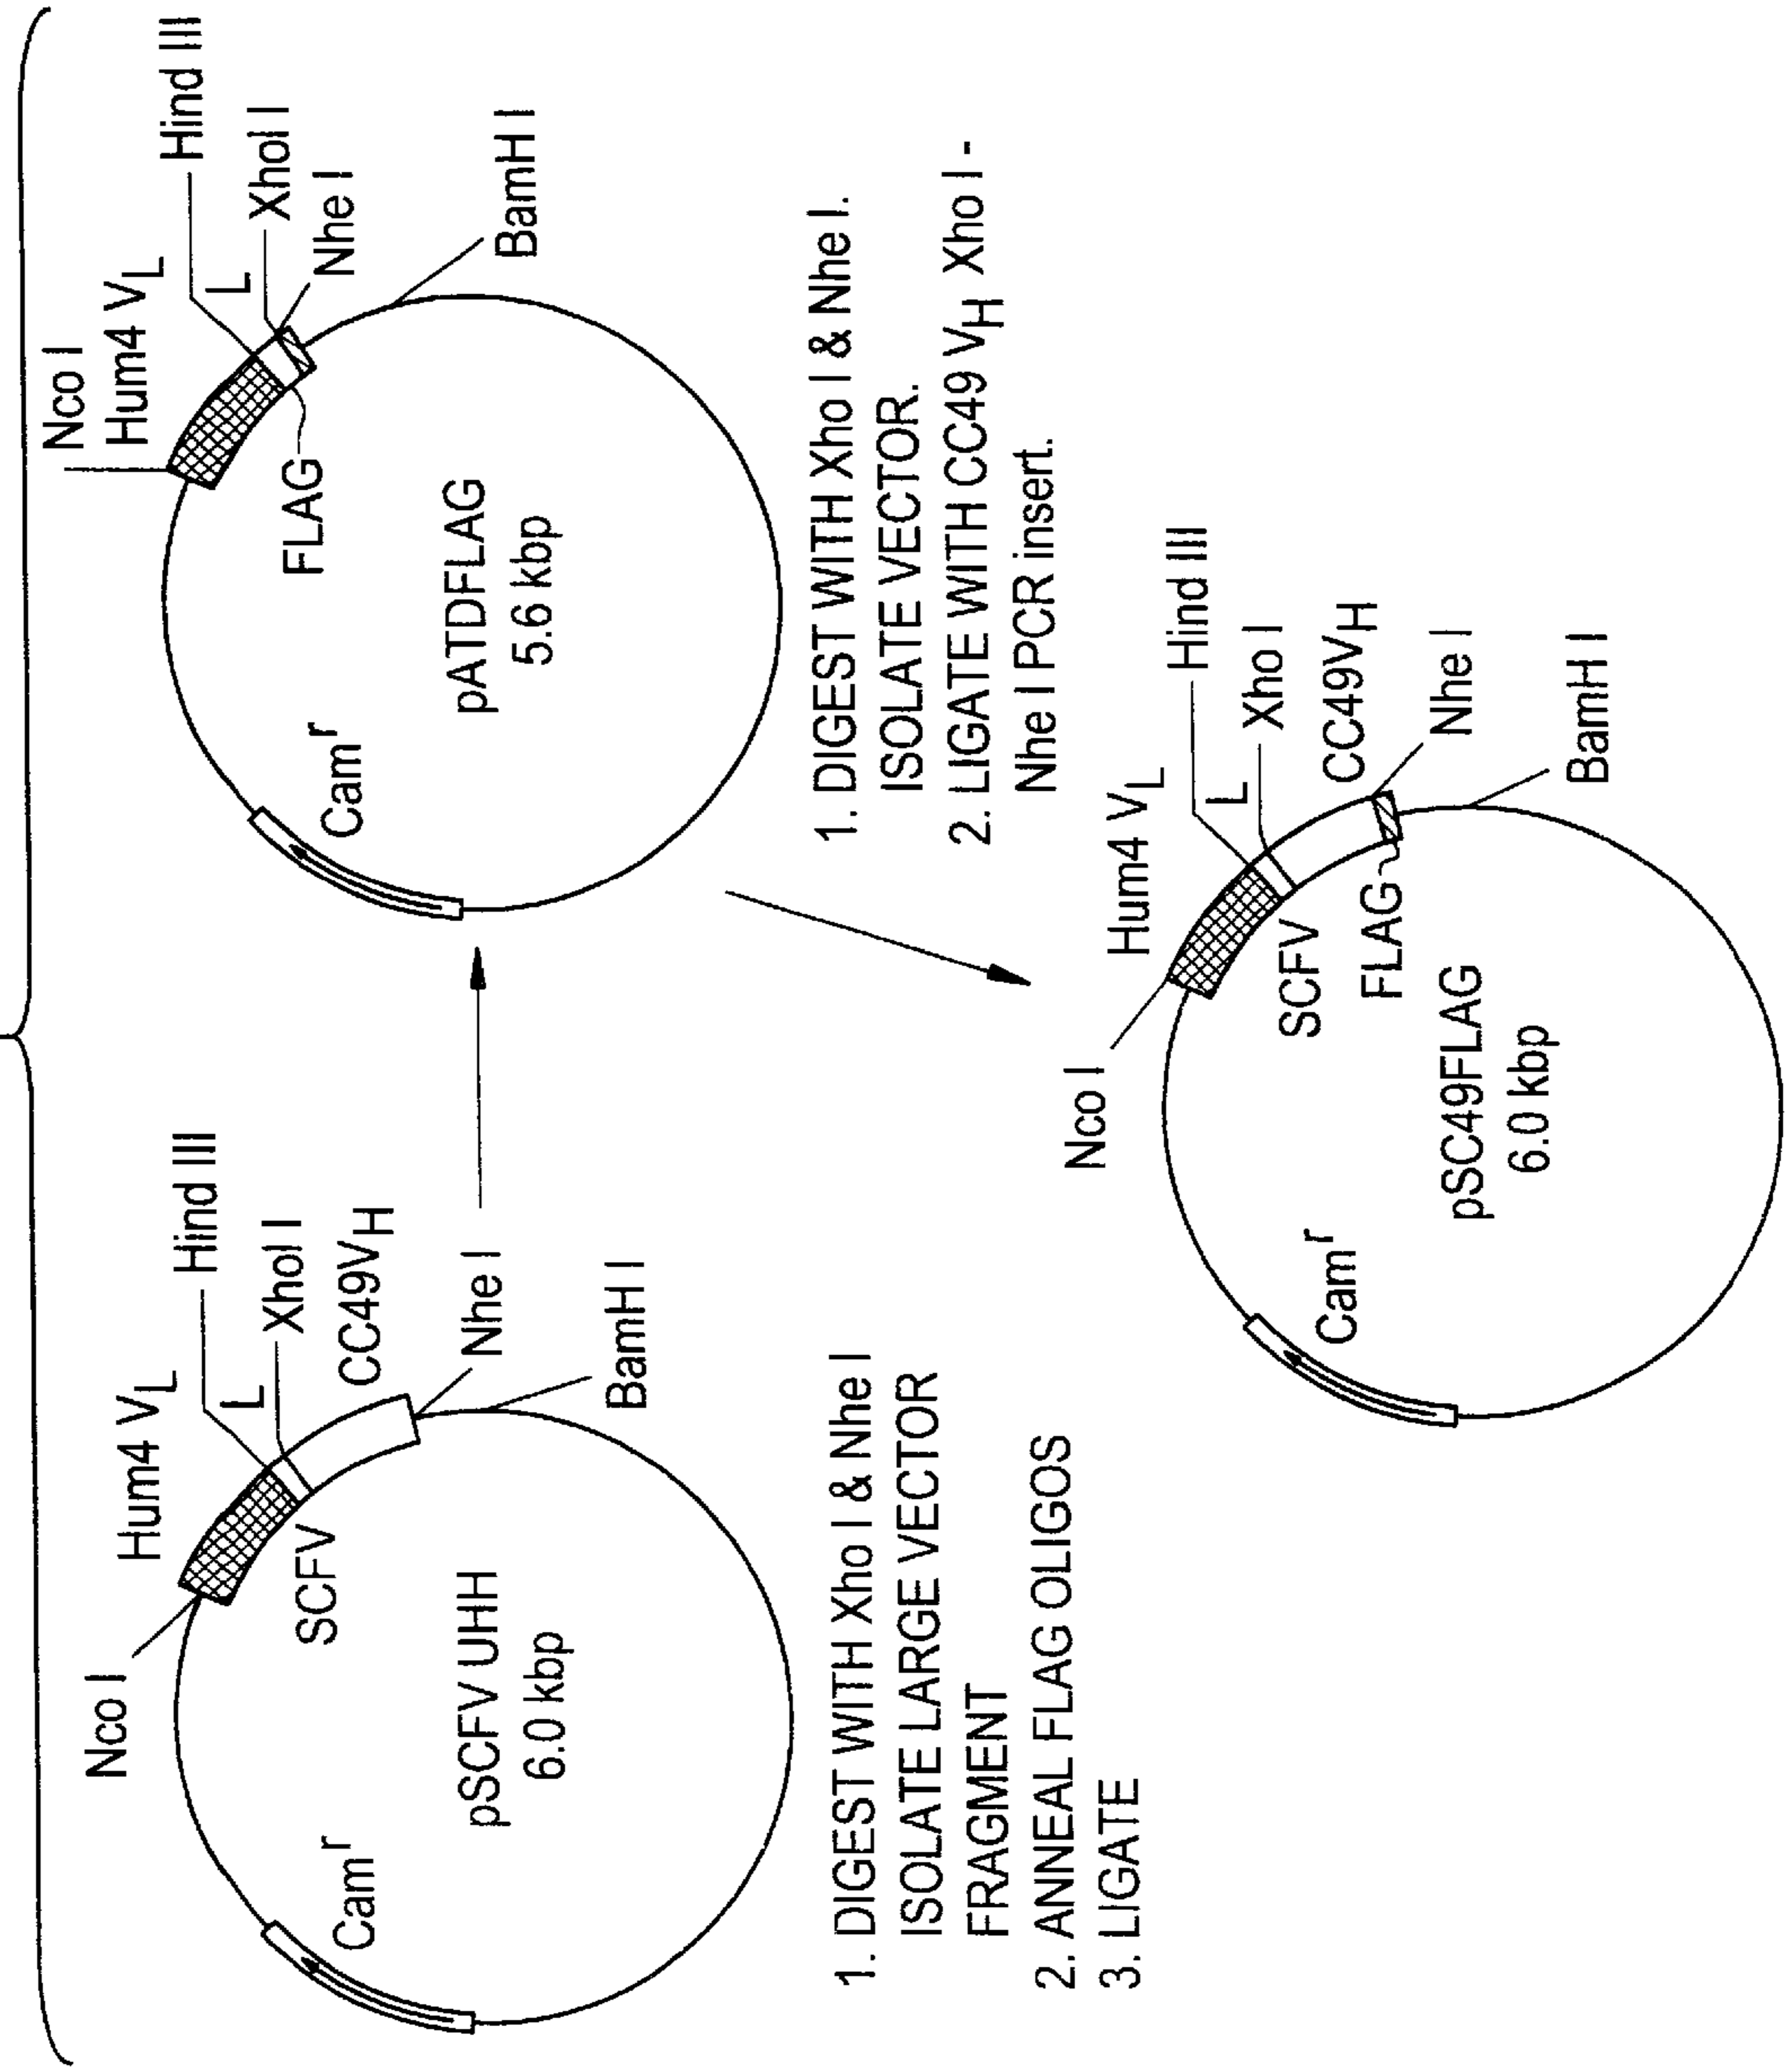 Nco I
Human4 V_L
Hind III
L
XhoI I
SCFV
CC49V_H
Nhe I
BamH I
Cam^r
pSCFV UHH
6.0 kbp
1. DIGEST WITH Xho I & Nhe I
ISOLATE LARGE VECTOR
FRAGMENT
2. ANNEAL FLAG OLIGOS
3. LIGATE
Nco I
Hum4 V_L
Hind III
L
XhoI I
Nhe I
FLAG
BamH I
Cam^r
pATDFLAG
5.6 kbp
1. DIGEST WITH Xho I & Nhe I.
ISOLATE VECTOR.
2. LIGATE WITH CC49 V_H Xho I -
Nhe I PCR insert.
Nco I
Hum4 V_L
Hind III
L
Xho I
SCFV
CC49V_H
FLAG
Nhe I
BamH I
Cam^r
pSC49FLAG
6.0 kbp